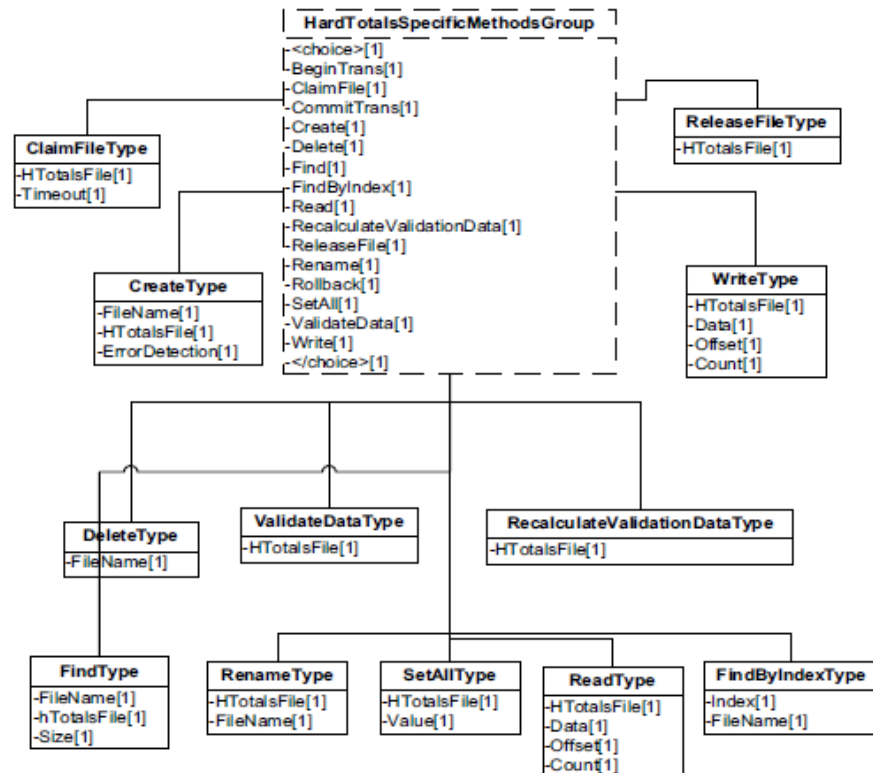 HardTotalsSpecificMethodsGroup
-<choice>[1]
-BeginTrans[1]
-ClaimFile[1]
-CommitTrans[1]
-Create[1]
-Delete[1]
-Find[1]
-FindByIndex[1]
-Read[1]
-RecalculateValidationData[1]
-ReleaseFile[1]
-Rename[1]
-Rollback[1]
-SetAll[1]
-ValidateData[1]
-Write[1]
-</choice>[1]
ClaimFileType
-HTotalsFile[1]
-Timeout[1]
ReleaseFileType
-HTotalsFile[1]
CreateType
-FileName[1]
-HTotalsFile[1]
-ErrorDetection[1]
WriteType
-HTotalsFile[1]
-Data[1]
-Offset[1]
-Count[1]
DeleteType
-FileName[1]
ValidateDataType
-HTotalsFile[1]
RecalculateValidationDataType
-HTotalsFile[1]
FindType
-FileName[1]
-hTotalsFile[1]
-Size[1]
RenameType
-HTotalsFile[1]
-FileName[1]
SetAllType
-HTotalsFile[1]
-Value[1]
ReadType
-HTotalsFile[1]
-Data[1]
-Offset[1]
-Count[1]
FindByIndexType
-Index[1]
-FileName[1]